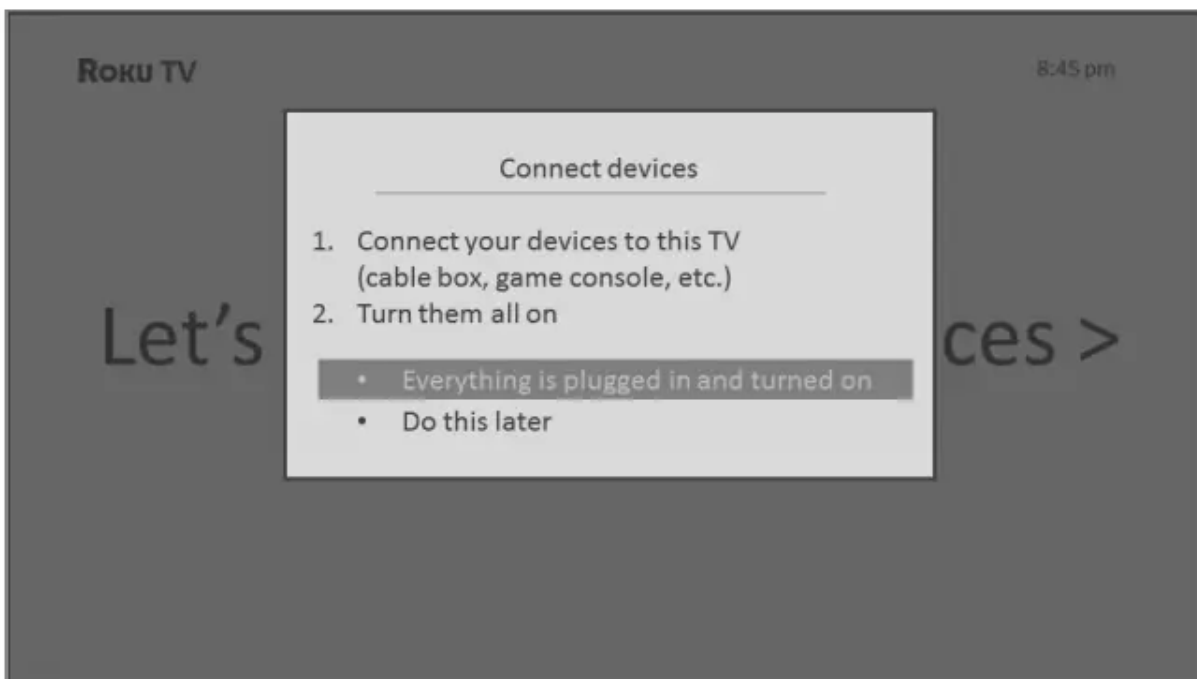 ROKU TV
8:45 pm
Connect devices
1. Connect your devices to this TV
(cable box, game console, etc.)
2. Turn them all on
Let's
ces >
• Everything is plugged in and turned on
• Do this later